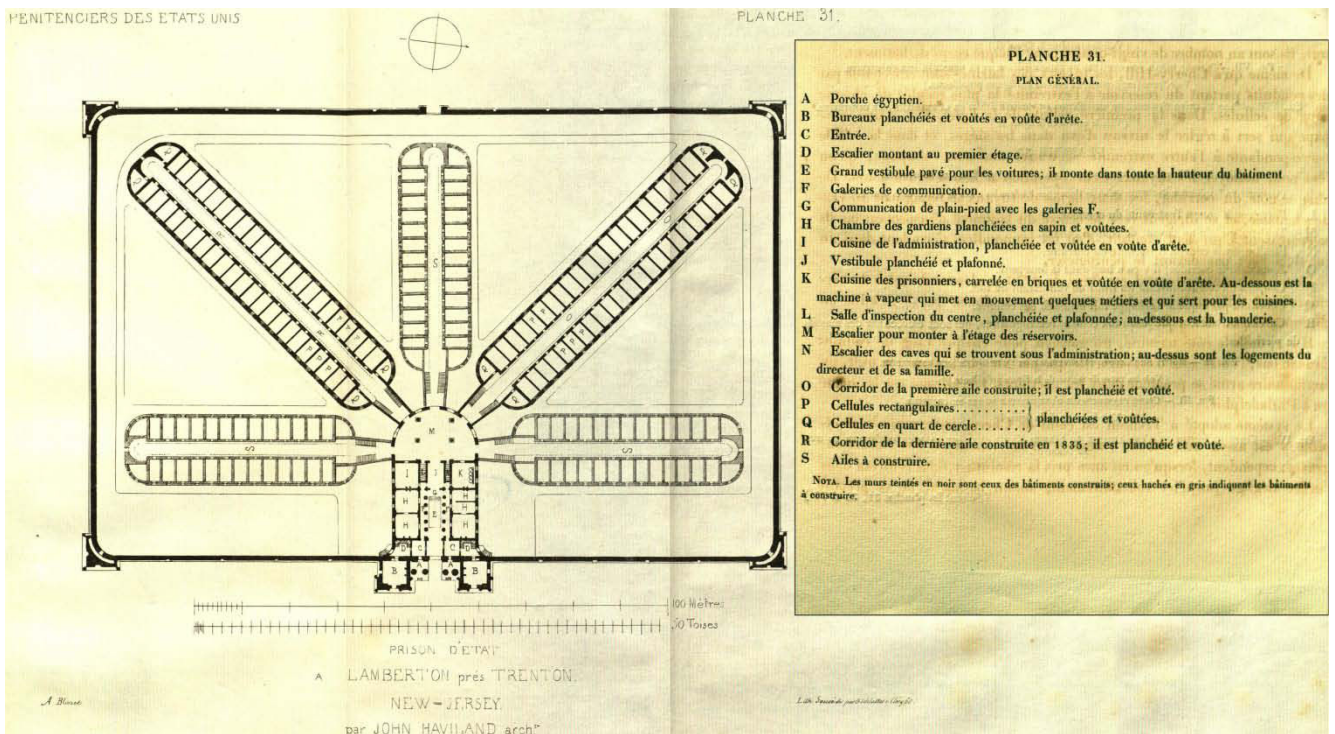 PENITENCIERS DES ETATS UNIS
PLANCHE 31.
PLANCHE 31.
PLAN GÉNÉRAL.
A Porche égyptien.
B Bureaux planchéiés et voûtés en voûte d'arête.
C Entrée.
D Escalier montant au premier étage.
E Grand vestibule pavé pour les voitures; il monte dans toute la hauteur du bâtiment
F Galeries de communication.
G Communication de plain-pied avec les galeries F.
H Chambre des gardiens planchéiées en sapin et voûtées.
I Cuisine de l'administration, planchéiée et voûtée en voûte d'arête.
J Vestibule planchéié et plafonné.
K Cuisine des prisonniers, carrelée en briques et voûtée en voûte d'arête. Au-dessous est la
machine à vapeur qui met en mouvement quelques métiers et qui sert pour les cuisines.
L Salle d'inspection du centre, planchéiée et plafonnée; au-dessous est la buanderie.
M Escalier pour monter à l'étage des réservoirs.
N Escalier des caves qui se trouvent sous l'administration; au-dessus sont les logements du
directeur et de sa famille.
O Corridor de la première aile construite; il est planchéié et voûté.
P Cellules rectangulaires..........
Q Cellules en quart de cercle....... } planchéiées et voûtées.
R Corridor de la dernière aile construite en 1835; il est planchéié et voûté.
S Ailes à construire.
NOTA. Les murs teintés en noir sont ceux des bâtiments construits; ceux hachés en gris indiquent les bâtiments
à construire.
Q Q
R S O
P P P P
P P P P
Q Q
S M S
I J K
G
H E H
H H
D C C D
B A A B
100 Mètres
50 Toises
PRISON D'ETAT
A LAMBERTON près TRENTON.
NEW-JERSEY.
par JOHN HAVILAND archte
A Blouet